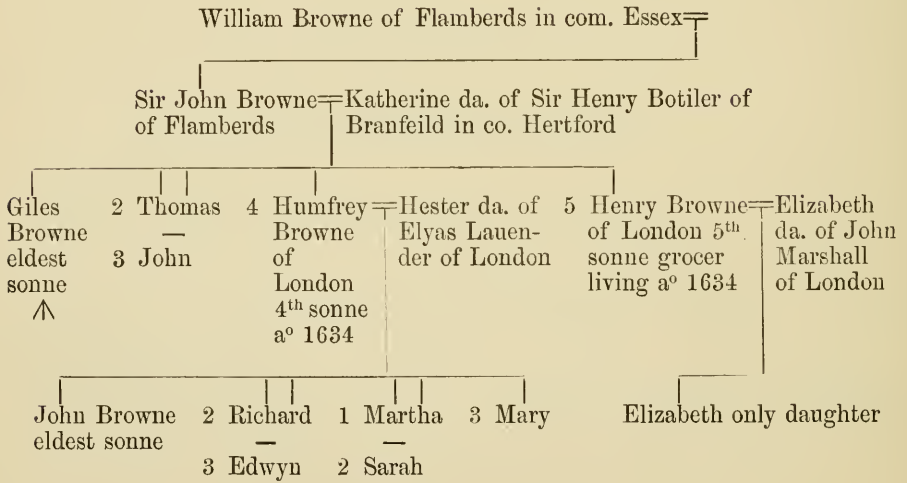 William Browne of Flamberds in com. Essex
Sir John Browne
of Flamberds
Katherine da. of Sir Henry Botiler of
Branfeild in co. Hertford
Giles
Browne
eldest
sonne
2 Thomas
—
3 John
4 Humfrey
Browne
of
London
4th sonne
aº 1634
Hester da. of
Elyas Lauen-
der of London
5 Henry Browne
of London 5th
sonne grocer
living aº 1634
Elizabeth
da. of John
Marshall
of London
John Browne
eldest sonne
2 Richard
—
3 Edwyn
1 Martha
—
2 Sarah
3 Mary
Elizabeth only daughter